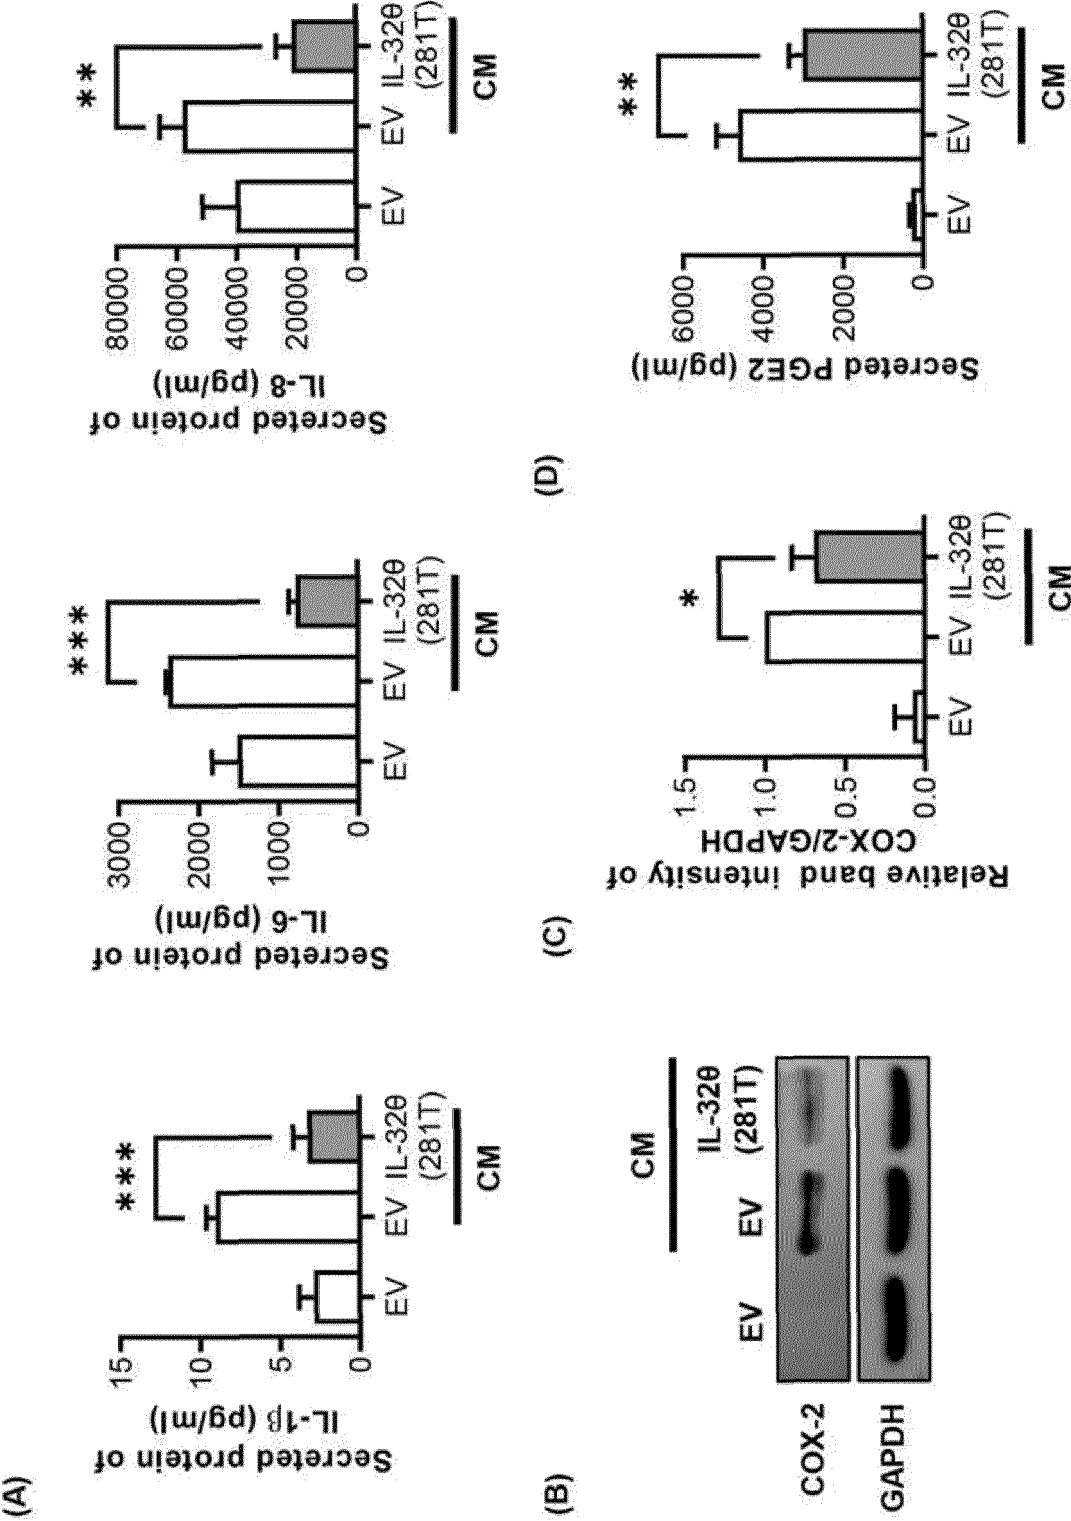 (A)
Secreted protein of
IL-1β (pg/ml)
15
10
5
0
***
EV
EV
IL-32θ
(281T)
CM
Secreted protein of
IL-6 (pg/ml)
3000
2000
1000
0
***
EV
EV
IL-32θ
(281T)
CM
Secreted protein of
IL-8 (pg/ml)
80000
60000
40000
20000
0
**
EV
EV
IL-32θ
(281T)
CM
(B)
CM
EV
EV
IL-32θ
(281T)
COX-2
GAPDH
(C)
Relative band intensity of
COX-2/GAPDH
1.5
1.0
0.5
0.0
*
EV
EV
IL-32θ
(281T)
CM
(D)
Secreted PGE2 (pg/ml)
6000
4000
2000
0
**
EV
EV
IL-32θ
(281T)
CM